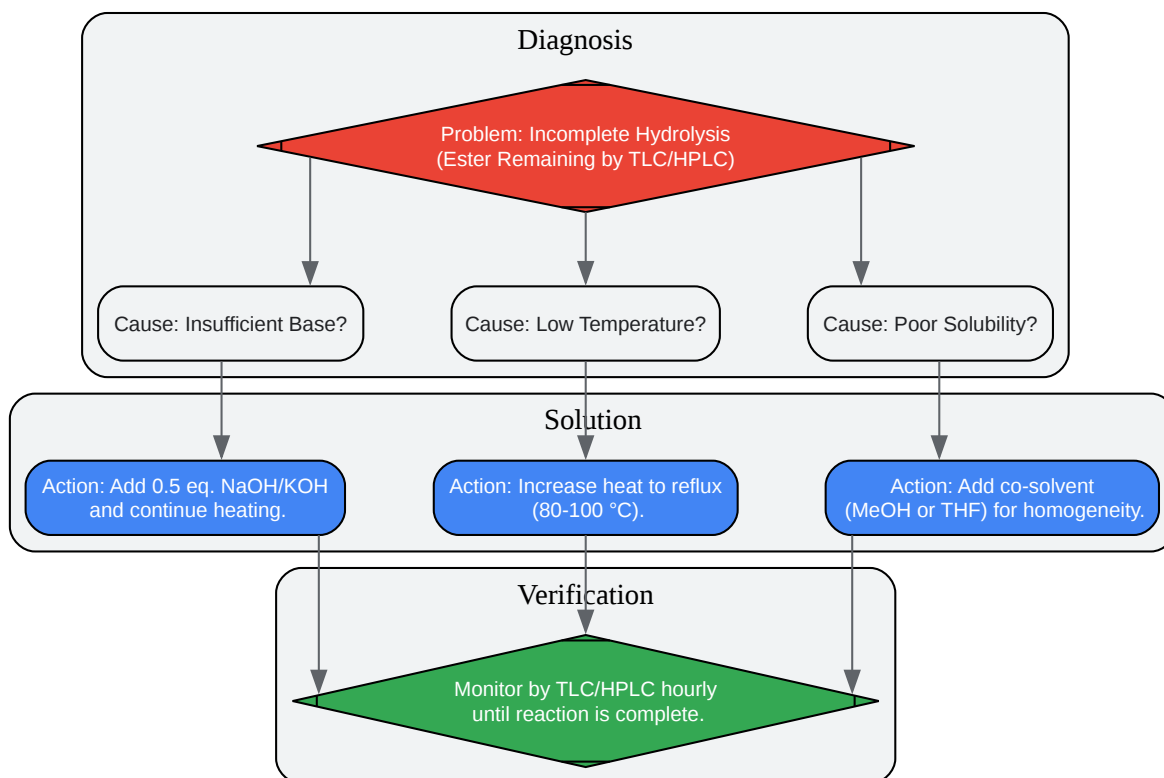 Diagnosis
Problem: Incomplete Hydrolysis
(Ester Remaining by TLC/HPLC)
Cause: Insufficient Base?
Cause: Low Temperature?
Cause: Poor Solubility?
Solution
Action: Add 0.5 eq. NaOH/KOH
and continue heating.
Action: Increase heat to reflux
(80-100 °C).
Action: Add co-solvent
(MeOH or THF) for homogeneity.
Verification
Monitor by TLC/HPLC hourly
until reaction is complete.